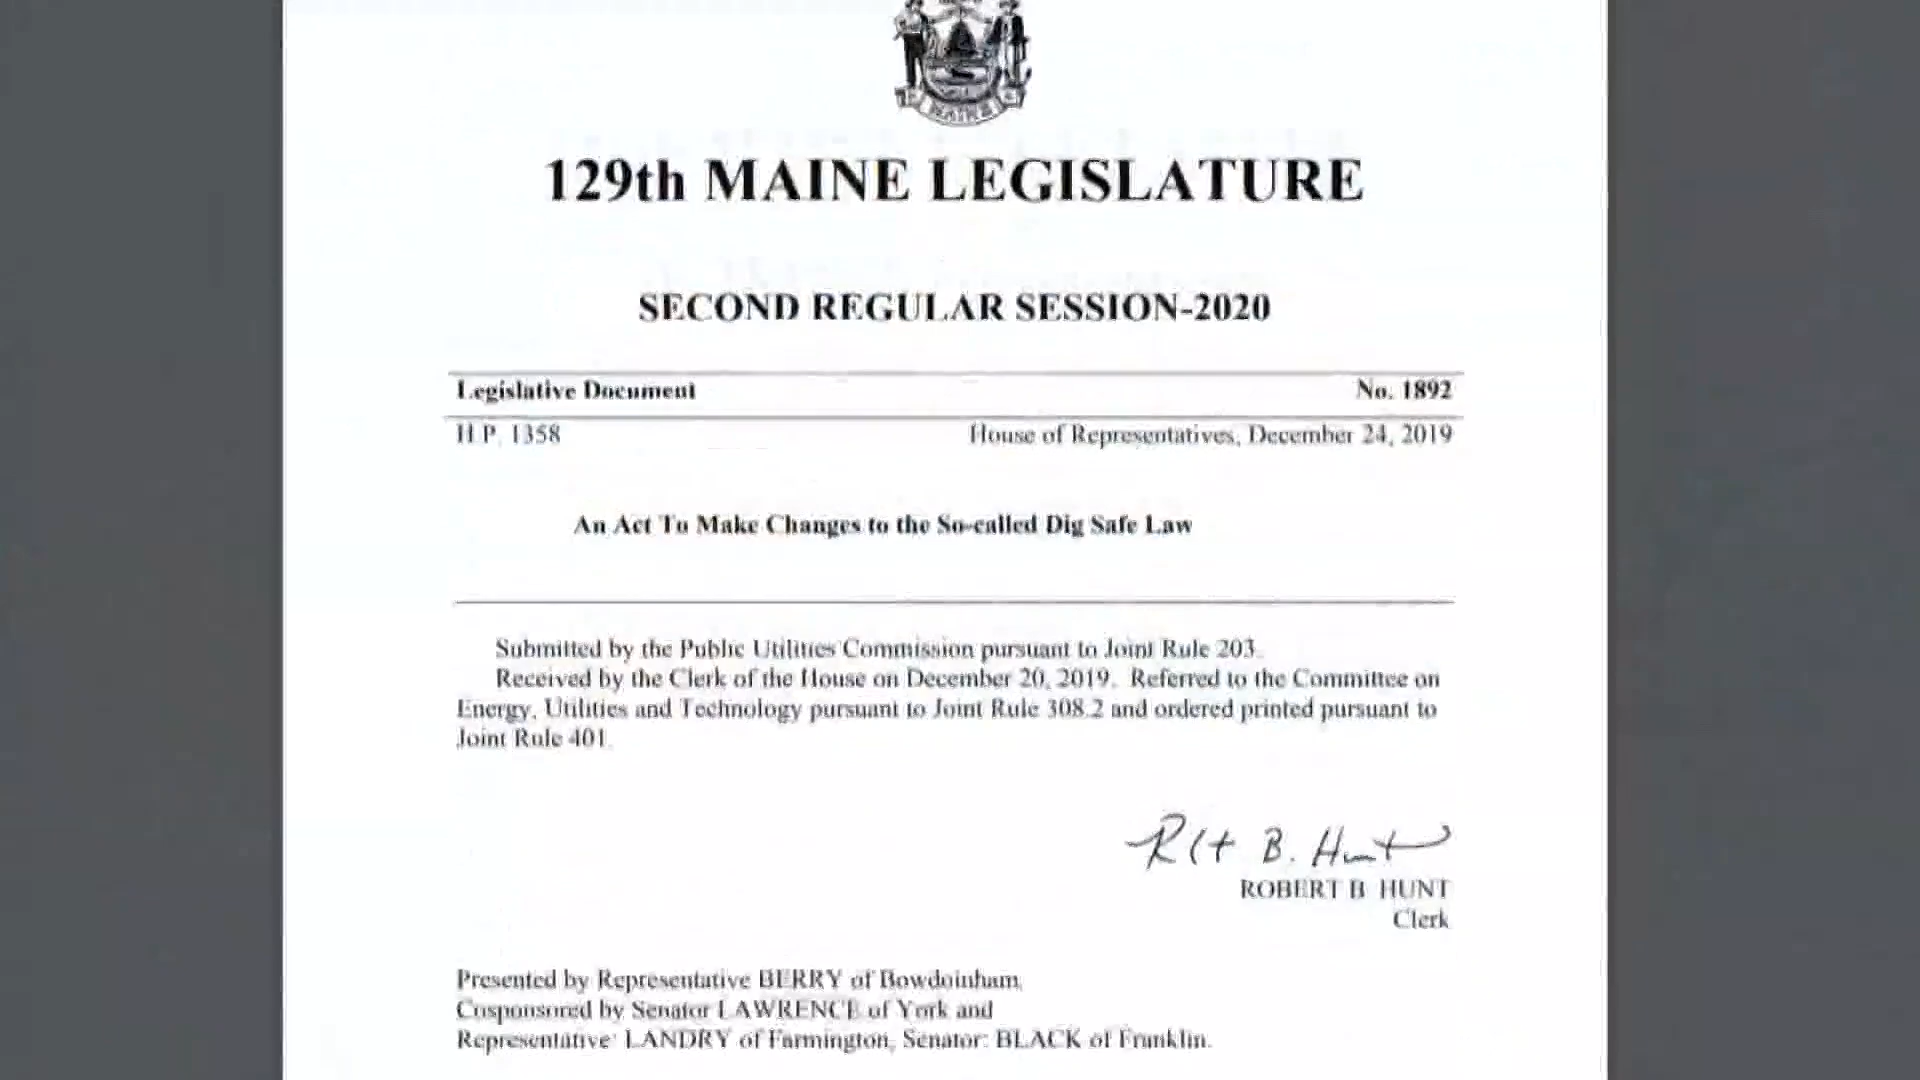 MAINE
129th MAINE LEGISLATURE
SECOND REGULAR SESSION-2020
Legislative Document No. 1892
H.P. 1358 House of Representatives, December 24, 2019
An Act To Make Changes to the So-called Dig Safe Law
Submitted by the Public Utilities Commission pursuant to Joint Rule 203.
Received by the Clerk of the House on December 20, 2019. Referred to the Committee on
Energy, Utilities and Technology pursuant to Joint Rule 308.2 and ordered printed pursuant to
Joint Rule 401.
R(t B. Hunt
ROBERT B. HUNT
Clerk
Presented by Representative BERRY of Bowdoinham.
Cosponsored by Senator LAWRENCE of York and
Representative: LANDRY of Farmington, Senator: BLACK of Franklin.